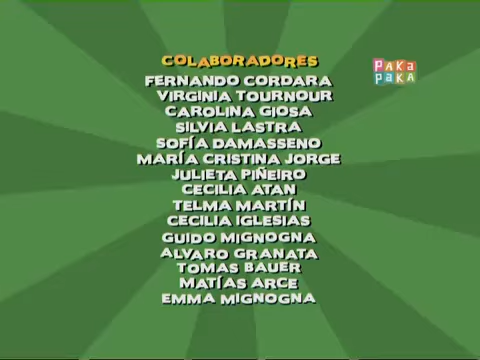 COLABORADORES
PAKA
PAKA
FERNANDO CORDARA
VIRGINIA TOURNOUR
CAROLINA GIOSA
SILVIA LASTRA
SOFÍA DAMASSENO
MARÍA CRISTINA JORGE
JULIETA PIÑEIRO
CECILIA ATAN
TELMA MARTÍN
CECILIA IGLESIAS
GUIDO MIGNOGNA
ALVARO GRANATA
TOMAS BAUER
MATÍAS ARCE
EMMA MIGNOGNA